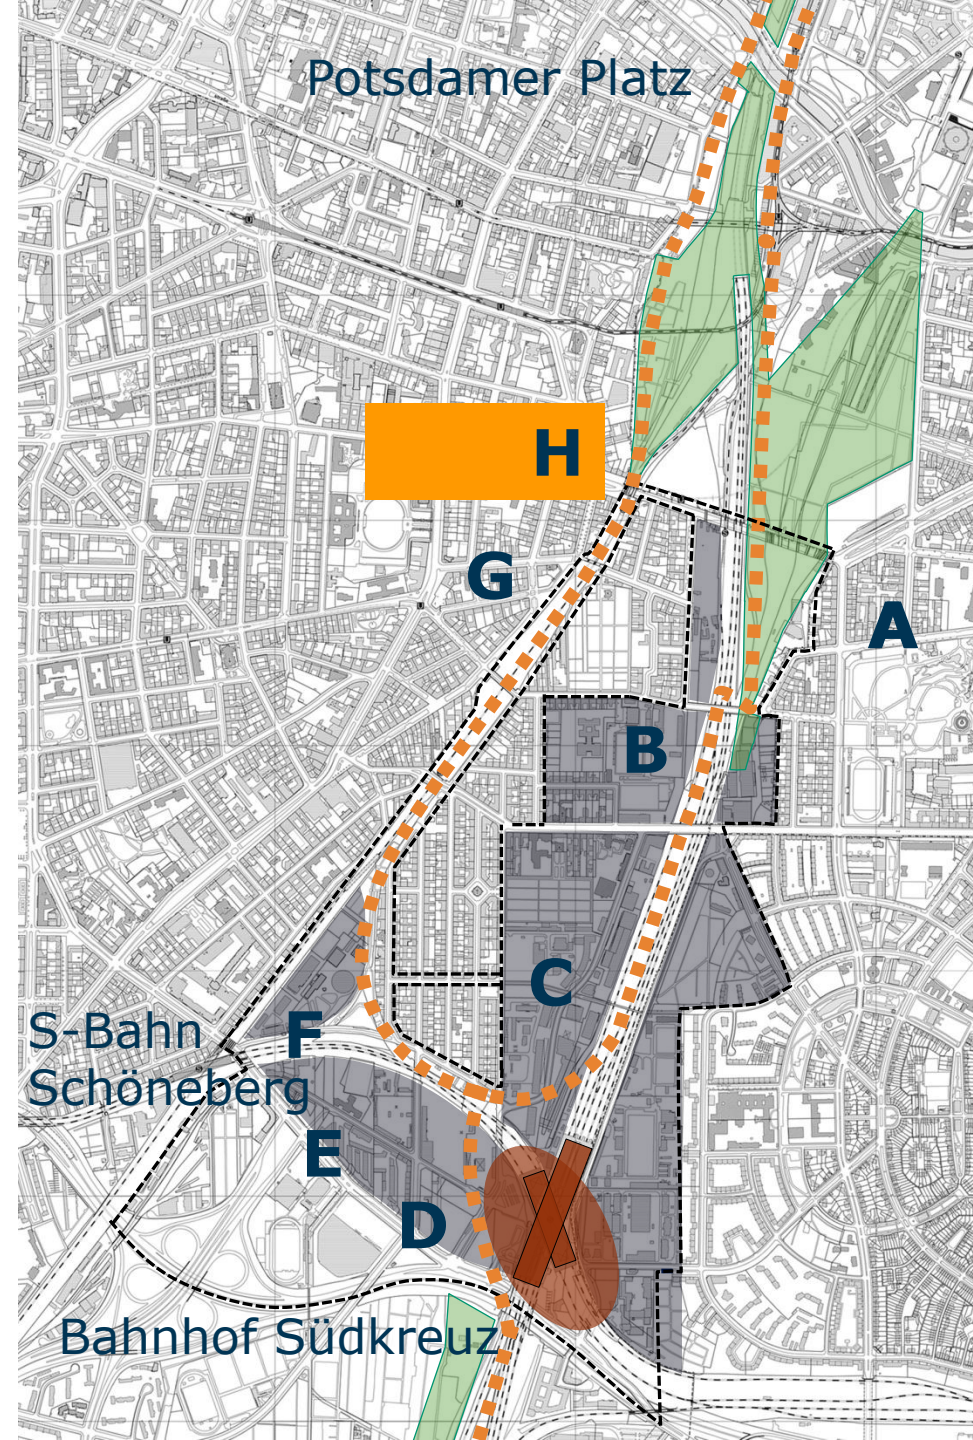 Potsdamer Platz
H
G
A
B
C
S-Bahn
Schöneberg
F
E
D
Bahnhof Südkreuz